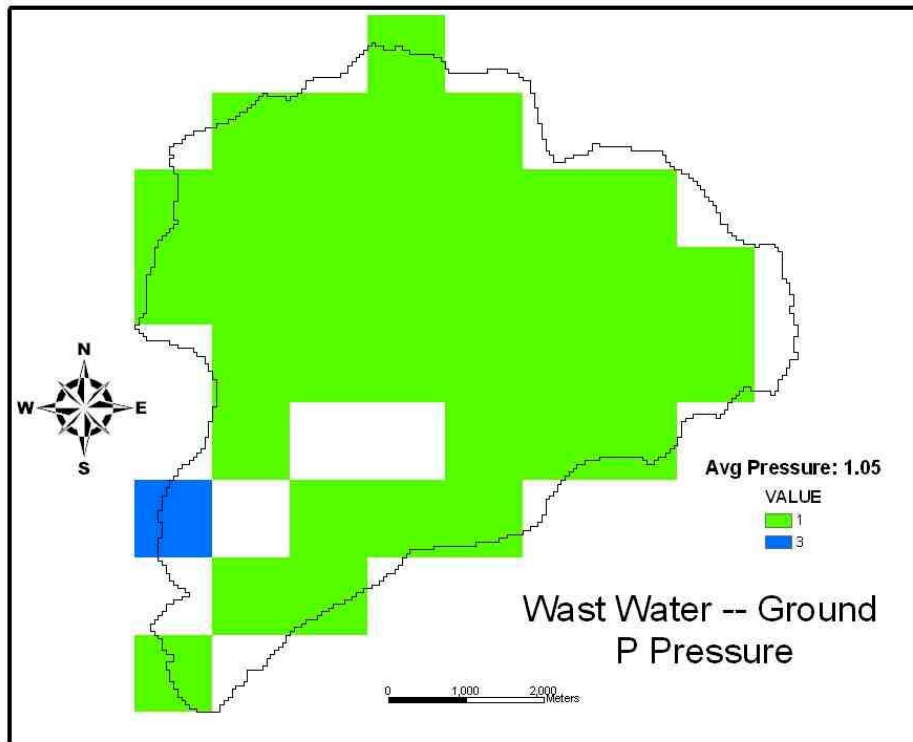 N
W E
S
Avg Pressure: 1.05
VALUE
1
3
Wast Water -- Ground
P Pressure
0 1,000 2,000
Meters